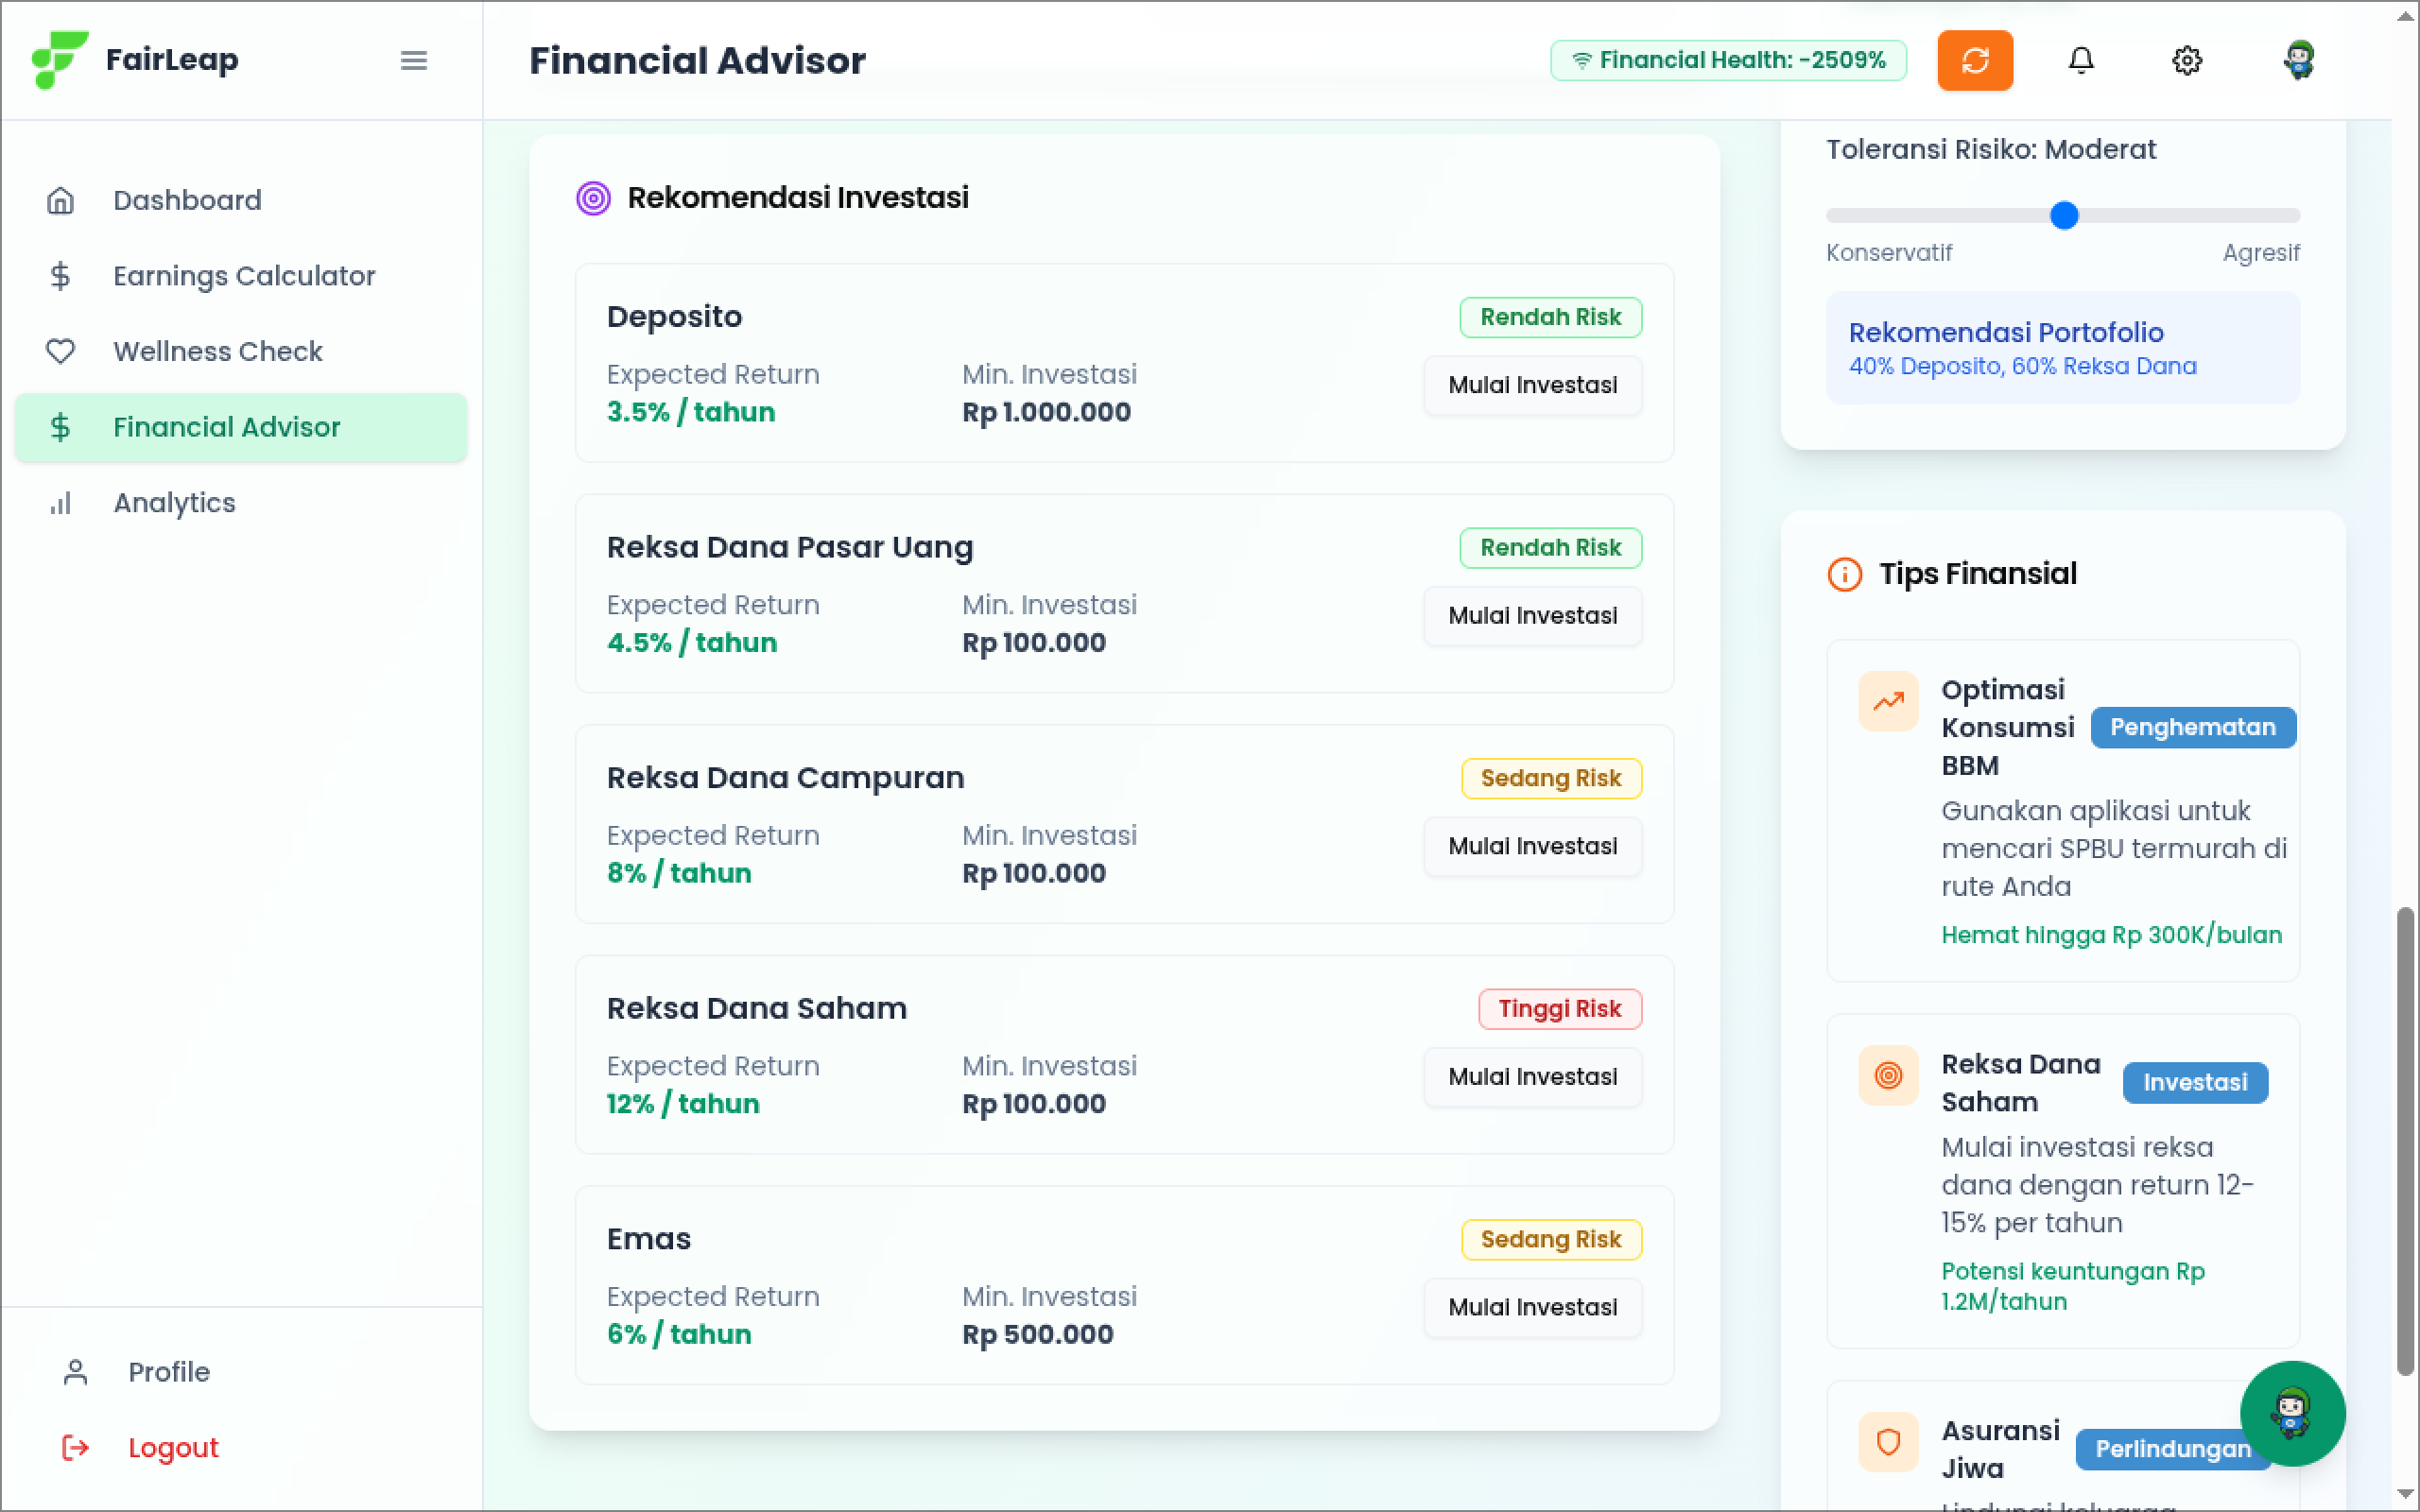 FairLeap
Dashboard
Earnings Calculator
Wellness Check
Financial Advisor
Analytics
Profile
Logout
Financial Advisor
Financial Health: -2509%
Rekomendasi Investasi
Deposito
Rendah Risk
Expected Return
Min. Investasi
3.5% / tahun
Rp 1.000.000
Mulai Investasi
Reksa Dana Pasar Uang
Rendah Risk
Expected Return
Min. Investasi
4.5% / tahun
Rp 100.000
Mulai Investasi
Reksa Dana Campuran
Sedang Risk
Expected Return
Min. Investasi
8% / tahun
Rp 100.000
Mulai Investasi
Reksa Dana Saham
Tinggi Risk
Expected Return
Min. Investasi
12% / tahun
Rp 100.000
Mulai Investasi
Emas
Sedang Risk
Expected Return
Min. Investasi
6% / tahun
Rp 500.000
Mulai Investasi
Toleransi Risiko: Moderat
Konservatif
Agresif
Rekomendasi Portofolio
40% Deposito, 60% Reksa Dana
Tips Finansial
Optimasi
Konsumsi
BBM
Penghematan
Gunakan aplikasi untuk
mencari SPBU termurah di
rute Anda
Hemat hingga Rp 300K/bulan
Reksa Dana
Saham
Investasi
Mulai investasi reksa
dana dengan return 12-
15% per tahun
Potensi keuntungan Rp
1.2M/tahun
Asuransi
Jiwa
Perlindungan